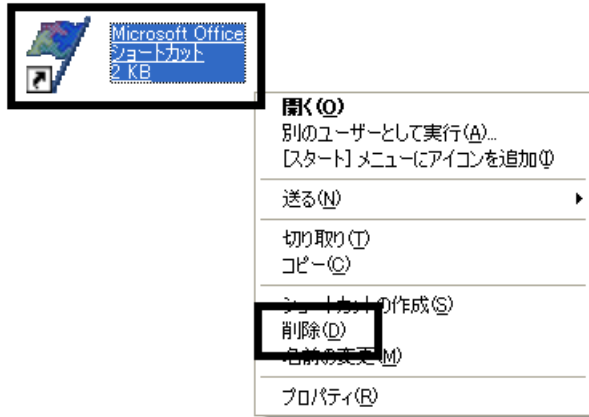 Microsoft Office
ショートカット
2 KB
開く(O)
別のユーザーとして実行(A)...
[スタート] メニューにアイコンを追加(I)
送る(N)
切り取り(T)
コピー(C)
ショートカットの作成(S)
削除(D)
名前の変更(M)
プロパティ(R)